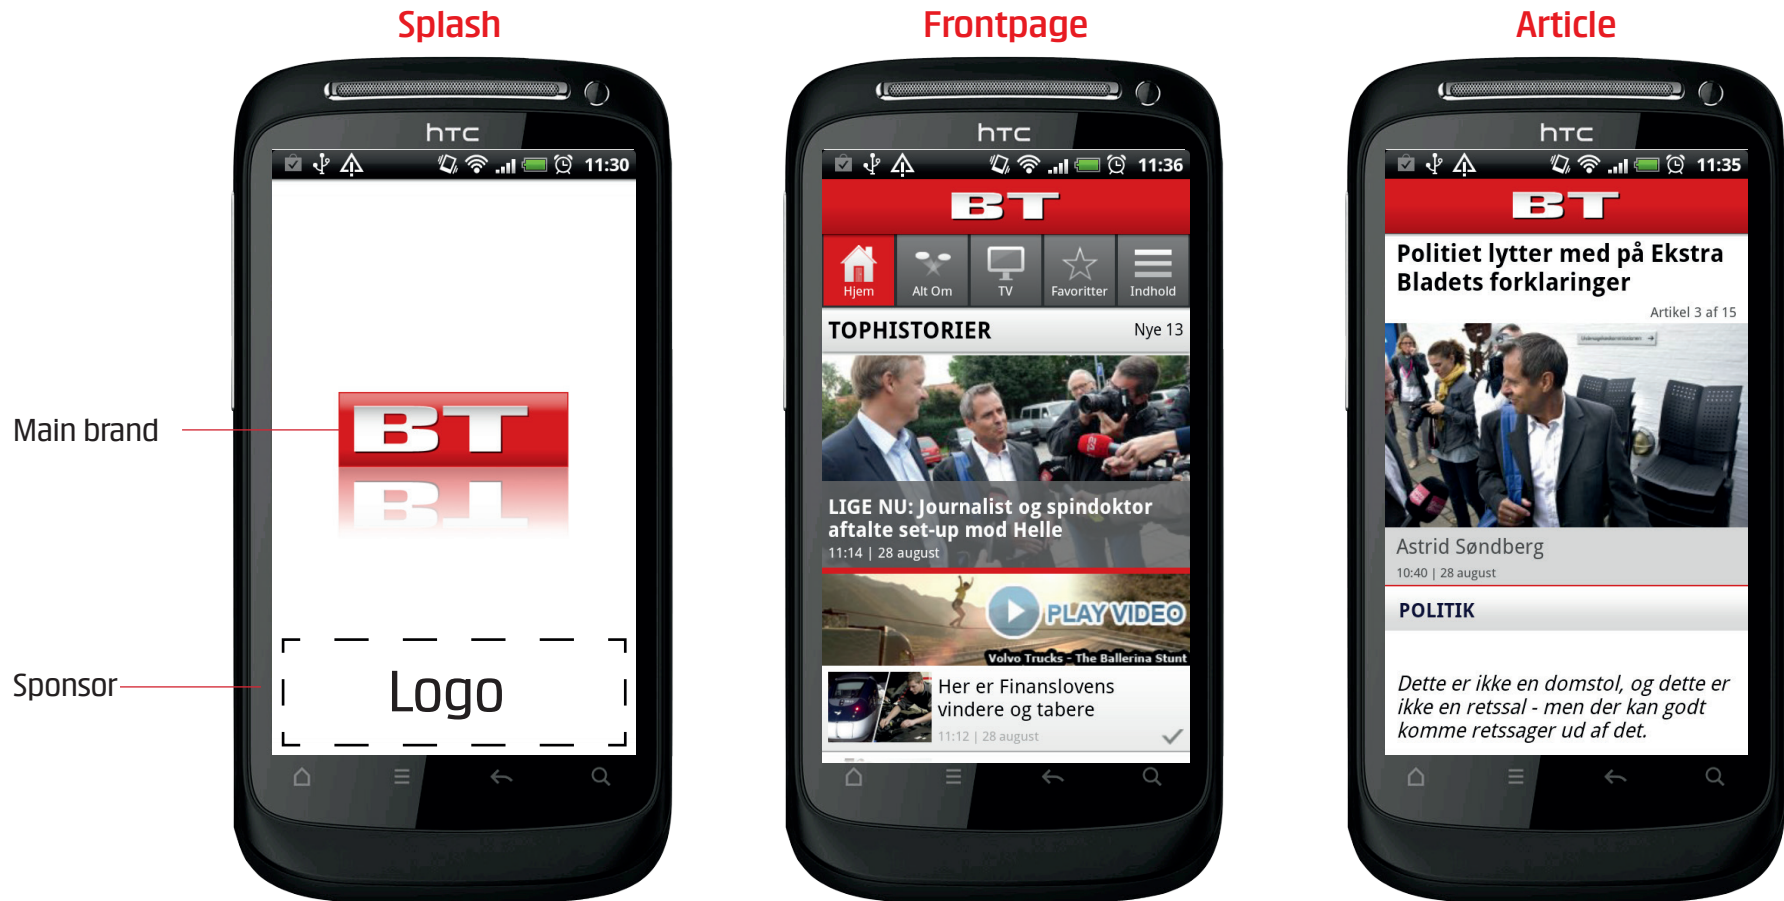 Splash
Frontpage
Article
Main brand
Sponsor
hTC
11:30
BT
Logo
hTC
11:36
BT
Hjem
Alt Om
TV
Favoritter
Indhold
TOPHISTORIER
Nye 13
LIGE NU: Journalist og spindoktor
aftalte set-up mod Helle
11:14 | 28 august
PLAY VIDEO
Volvo Trucks - The Ballerina Stunt
Her er Finanslovens
vindere og tabere
11:12 | 28 august
hTC
11:35
BT
Politiet lytter med på Ekstra
Bladets forklaringer
Artikel 3 af 15
Astrid Søndberg
10:40 | 28 august
POLITIK
Dette er ikke en domstol, og dette er
ikke en retssal - men der kan godt
komme retssager ud af det.